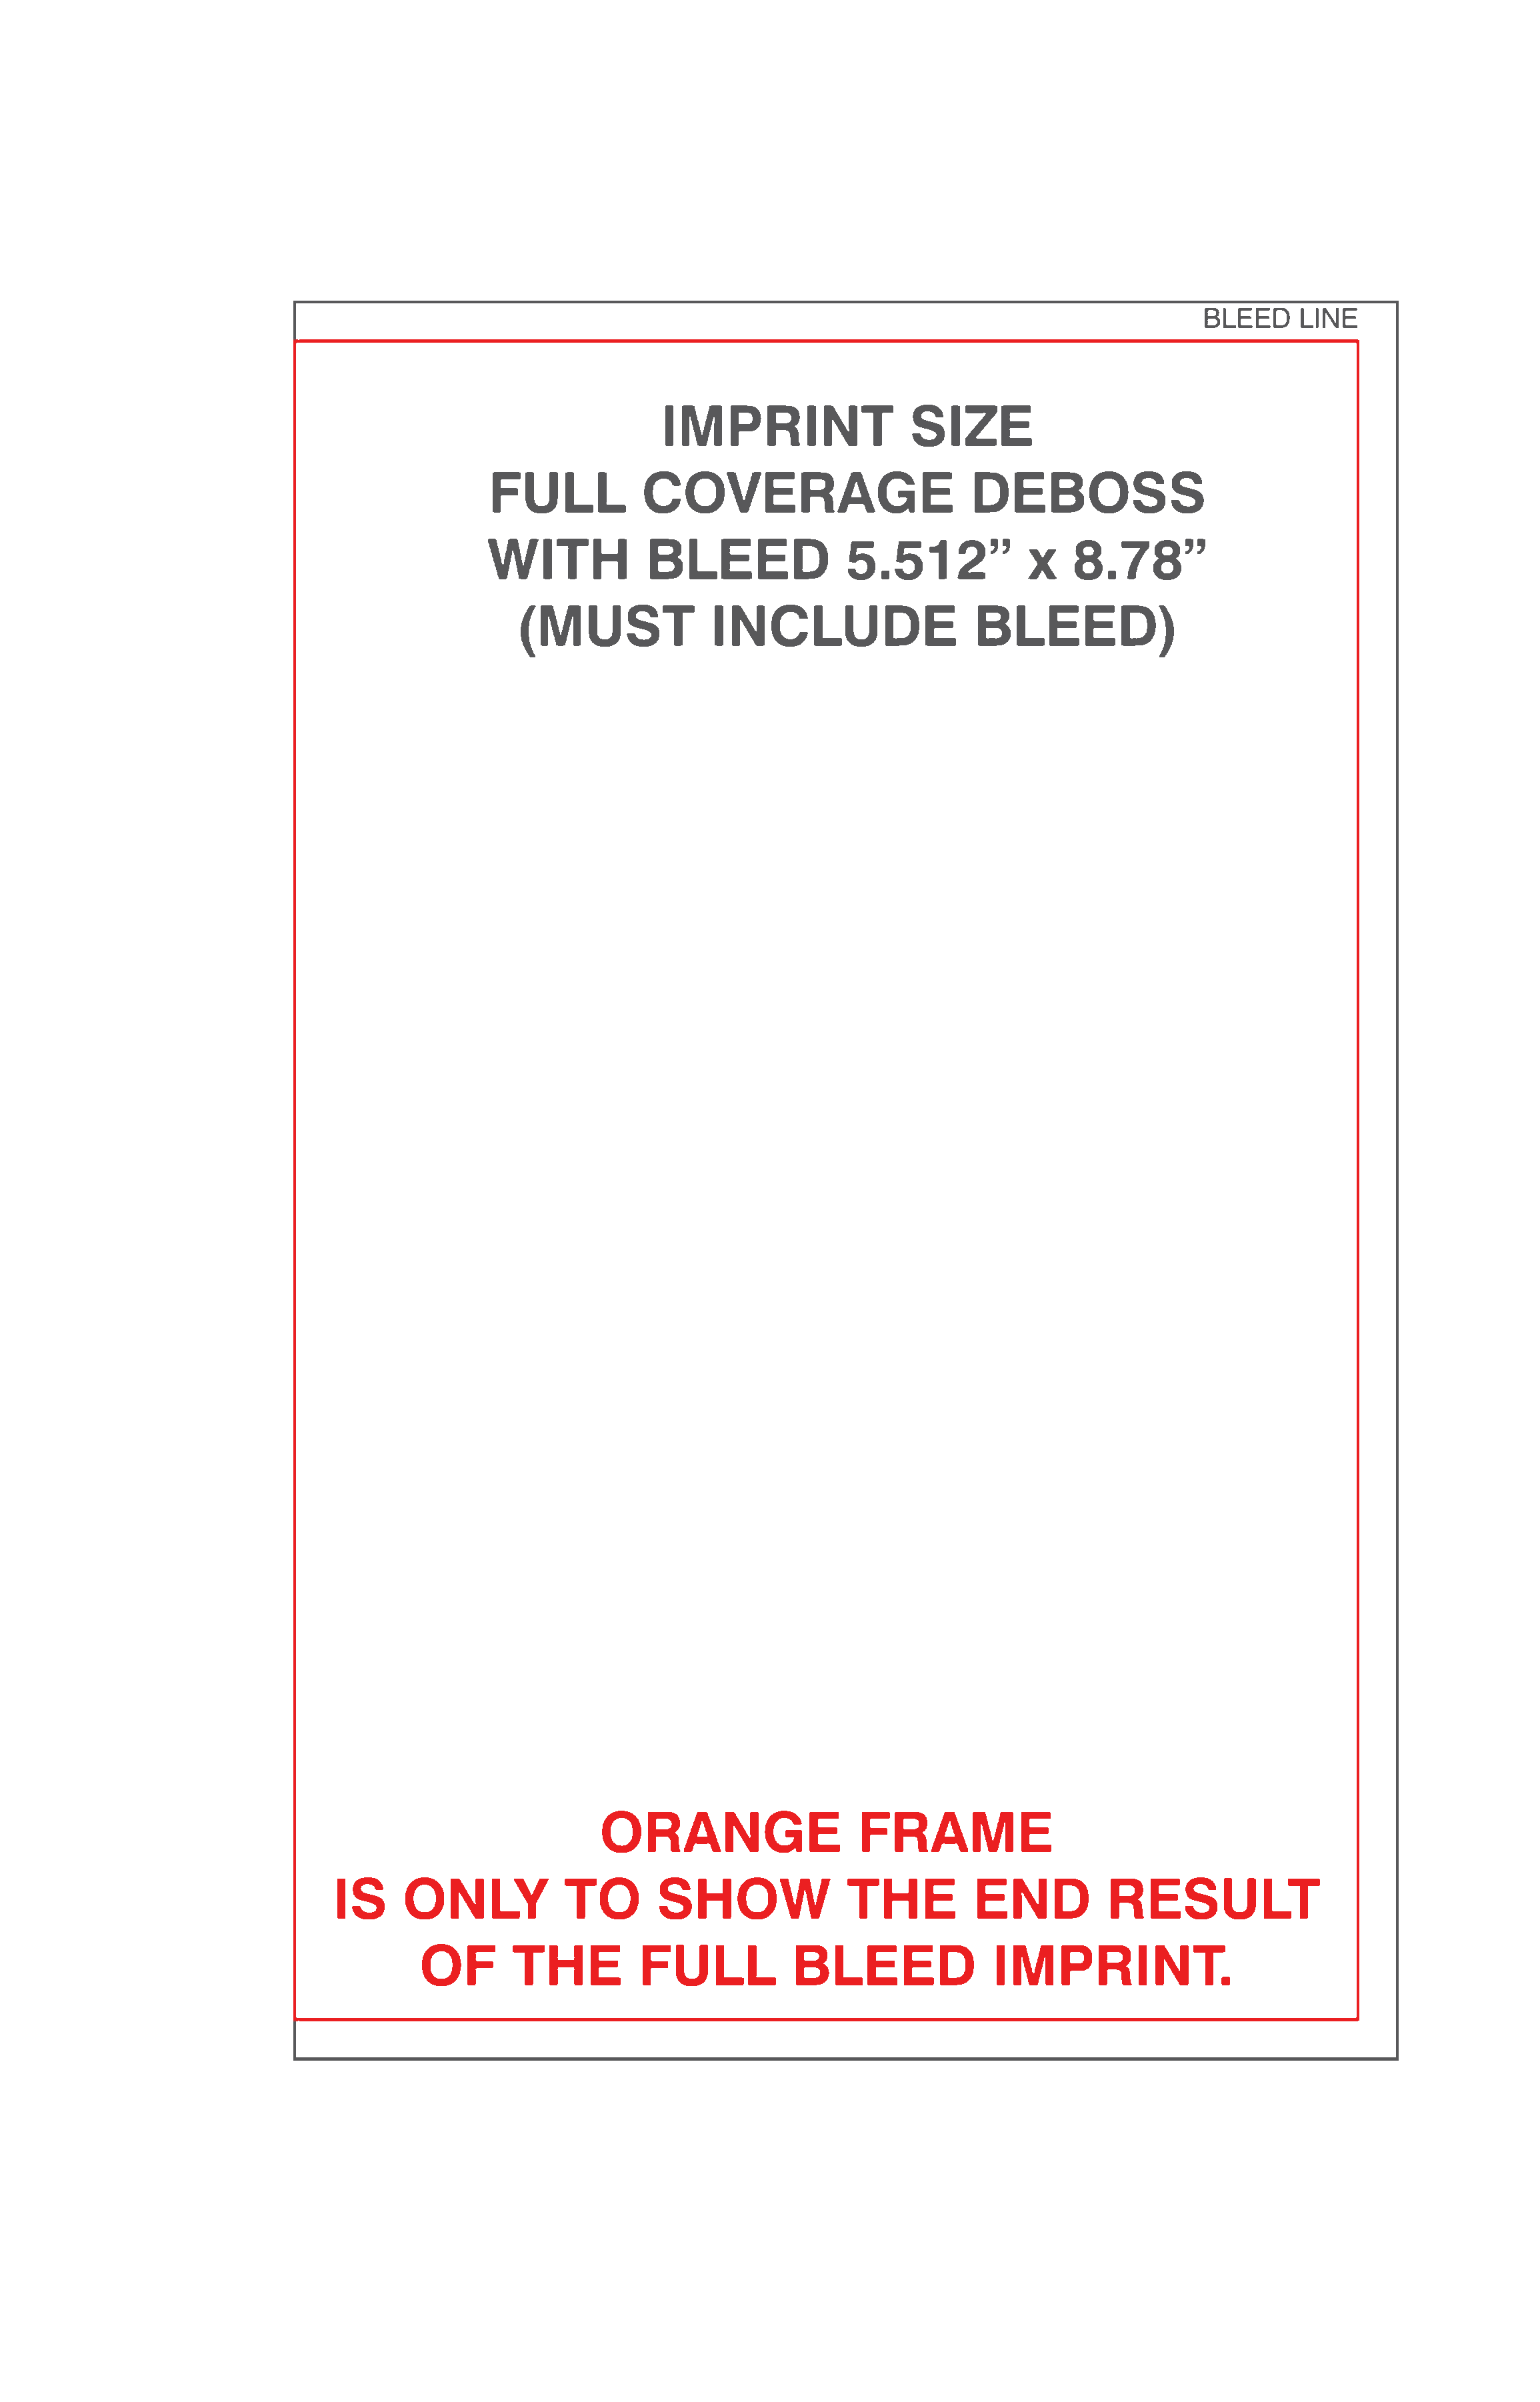 BLEED LINE
IMPRINT SIZE
FULL COVERAGE DEBOSS
WITH BLEED 5.512” x 8.78”
(MUST INCLUDE BLEED)
ORANGE FRAME
IS ONLY TO SHOW THE END RESULT
OF THE FULL BLEED IMPRINT.